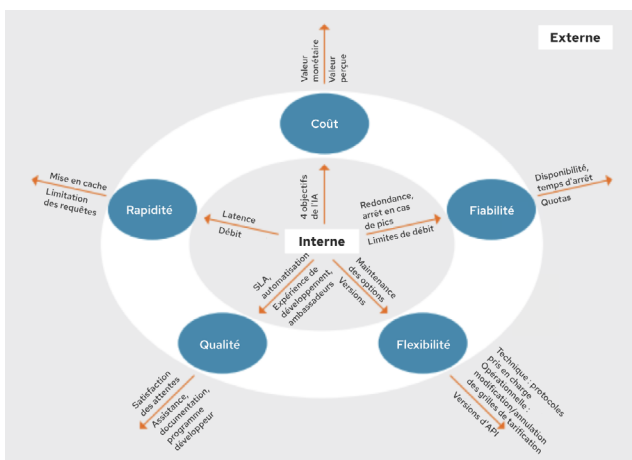 Externe
Valeur
monétaire
Valeur
perçue
Coût
Mise en cache
Limitation
des requêtes
Rapidité
Latence
Débit
4 objectifs
de l'IA
Redondance,
arrêt en cas
de pics
Limites de débit
Fiabilité
Disponibilité,
temps d'arrêt
Quotas
Interne
SLA,
automatisation
Expérience de
développement,
ambassadeurs
Maintenance
des options
Versions
Qualité
Flexibilité
Satisfaction
des attentes
Assistance,
documentation,
programme
développeur
Technique : protocoles
pris en charge
Opérationnelle :
modification/annulation
des grilles de tarification
Versions d'API